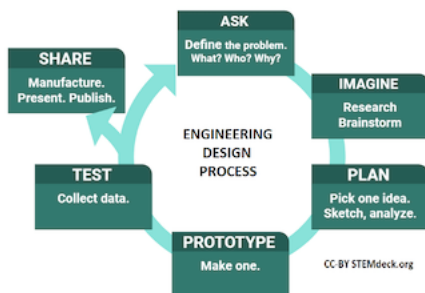 ASK
Define the problem.
What? Who? Why?
IMAGINE
Research
Brainstorm
PLAN
Pick one idea.
Sketch, analyze.
PROTOTYPE
Make one.
TEST
Collect data.
SHARE
Manufacture.
Present. Publish.
ENGINEERING
DESIGN
PROCESS
CC-BY STEMdeck.org